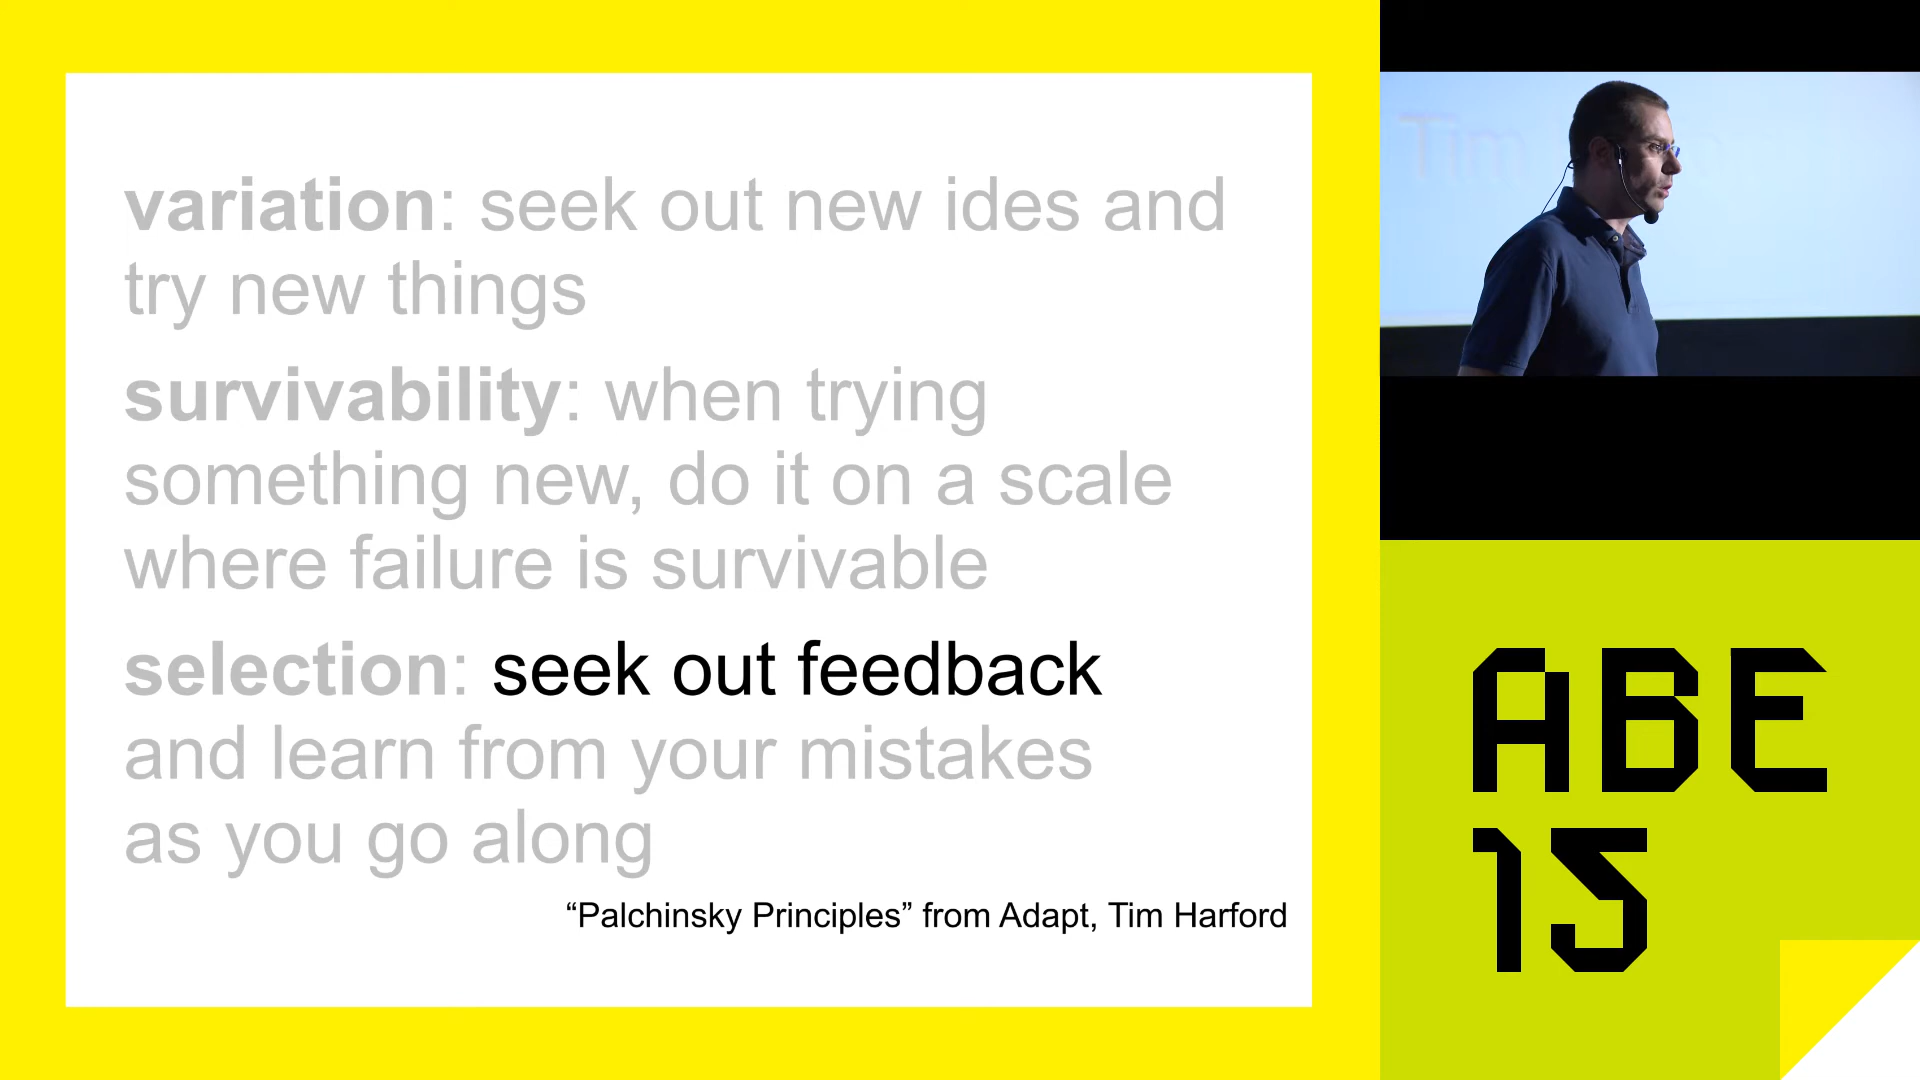 variation: seek out new ides and
try new things
survivability: when trying
something new, do it on a scale
where failure is survivable
selection: seek out feedback
and learn from your mistakes
as you go along
“Palchinsky Principles” from Adapt, Tim Harford
Tim
ABE
15